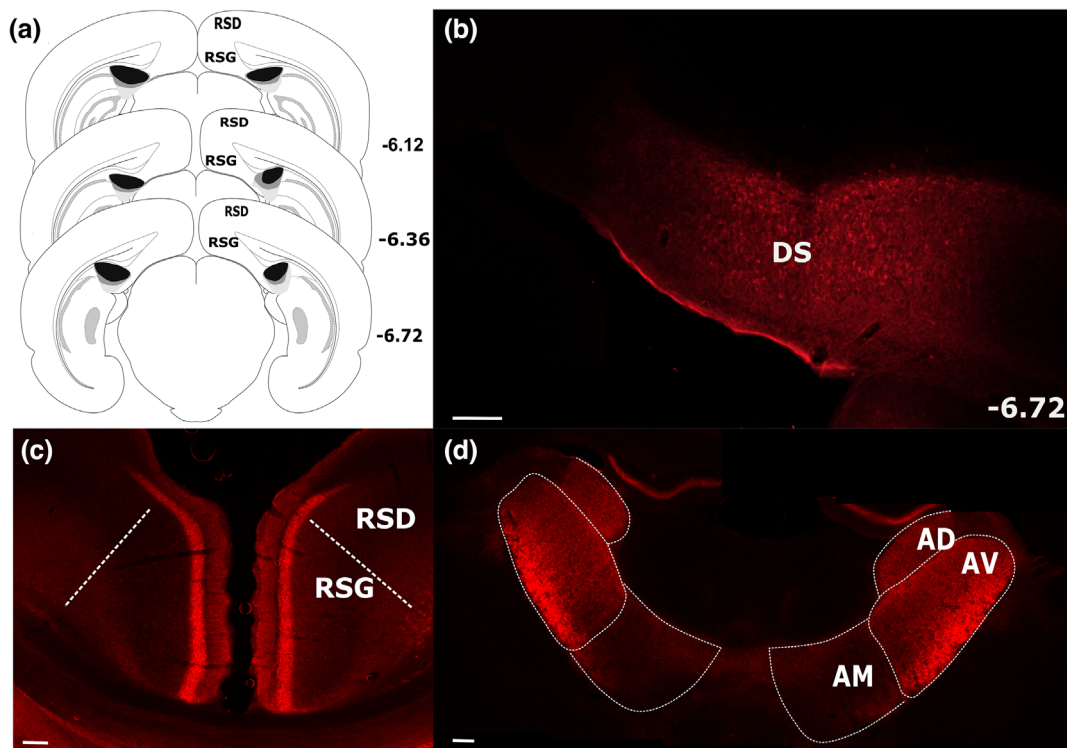 (a)
RSD
RSG
-6.12
RSD
RSG
-6.36
RSD
RSG
-6.72
(b)
DS
-6.72
(c)
RSD
RSG
(d)
AD
AV
AM